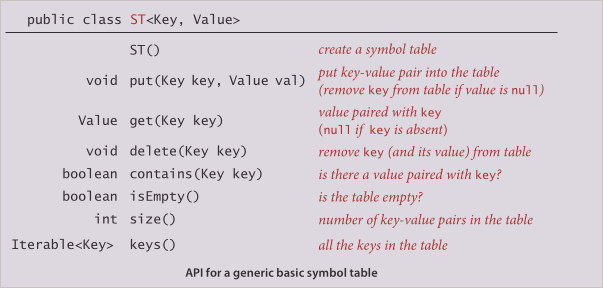 public class ST<Key, Value>
ST() create a symbol table
void put(Key key, Value val) put key-value pair into the table
(remove key from table if value is null)
Value get(Key key) value paired with key
(null if key is absent)
void delete(Key key) remove key (and its value) from table
boolean contains(Key key) is there a value paired with key?
boolean isEmpty() is the table empty?
int size() number of key-value pairs in the table
Iterable<Key> keys() all the keys in the table
API for a generic basic symbol table